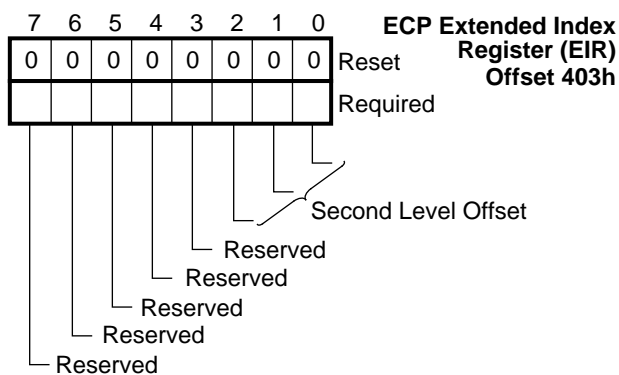 7 6 5 4 3 2 1 0
ECP Extended Index
Register (EIR)
Offset 403h
0 0 0 0 0 0 0 0 Reset
Required
Second Level Offset
Reserved
Reserved
Reserved
Reserved
Reserved